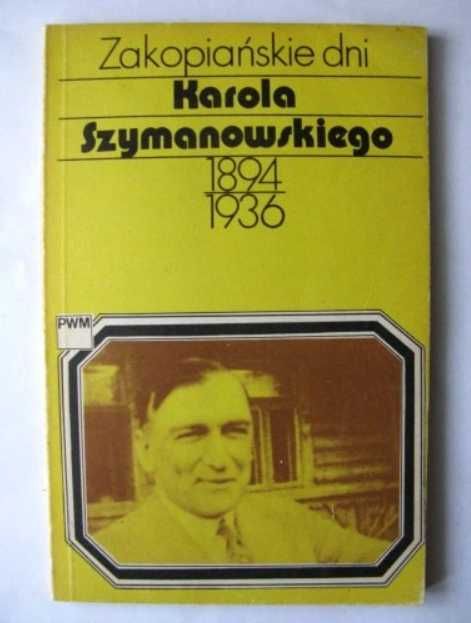 Zakopiańskie dni
Karola
Szymanowskiego
1894
1936
PWM